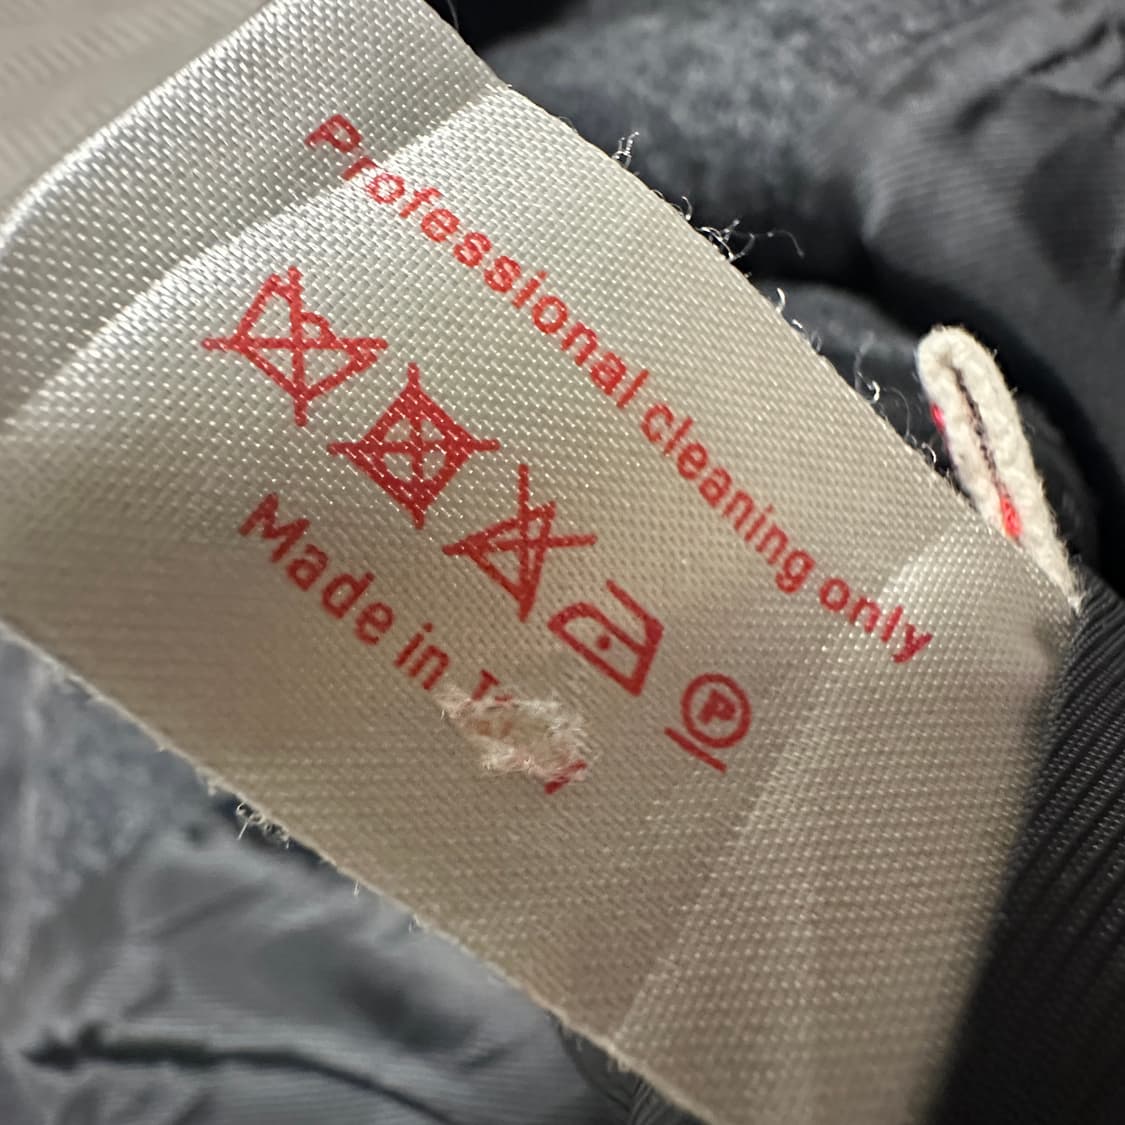 Professional cleaning only
P
Made in